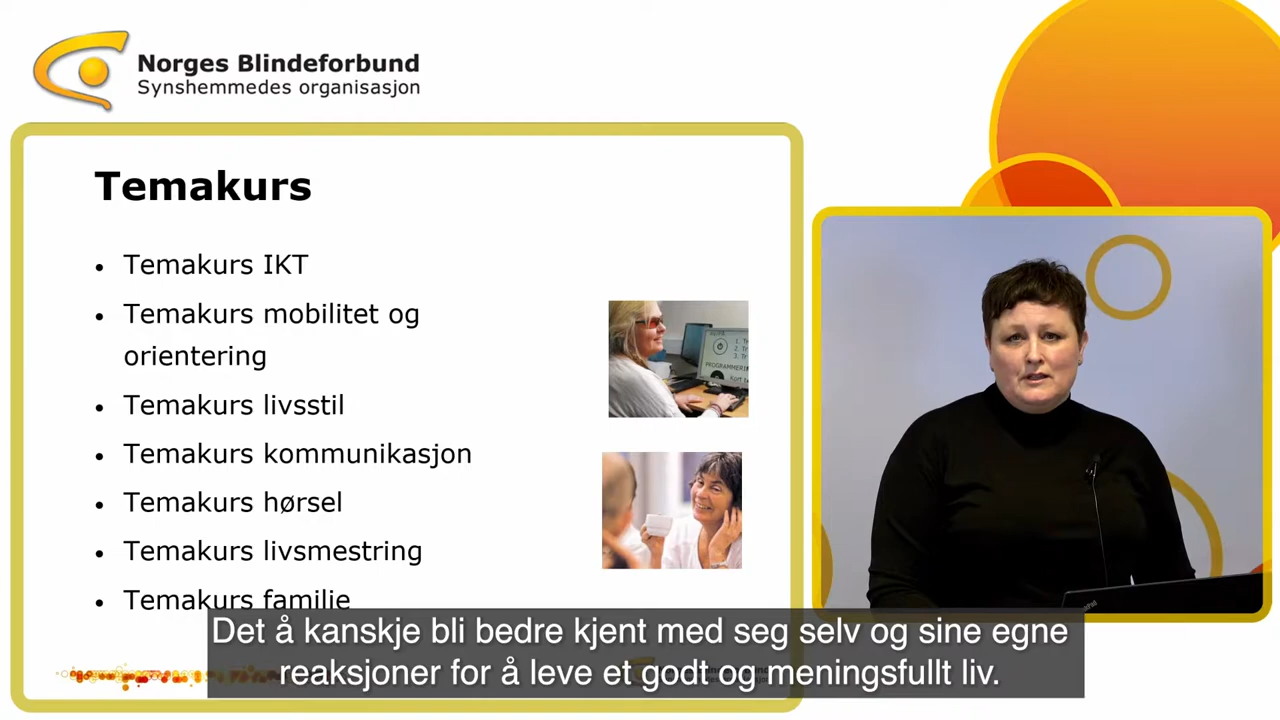 Norges Blindeforbund
Synshemmedes organisasjon
Temakurs
• Temakurs IKT
• Temakurs mobilitet og
orientering
• Temakurs livsstil
• Temakurs kommunikasjon
• Temakurs hørsel
• Temakurs livsmestring
• Temakurs familie
Det å kanskje bli bedre kjent med seg selv og sine egne
reaksjoner for å leve et godt og meningsfullt liv.